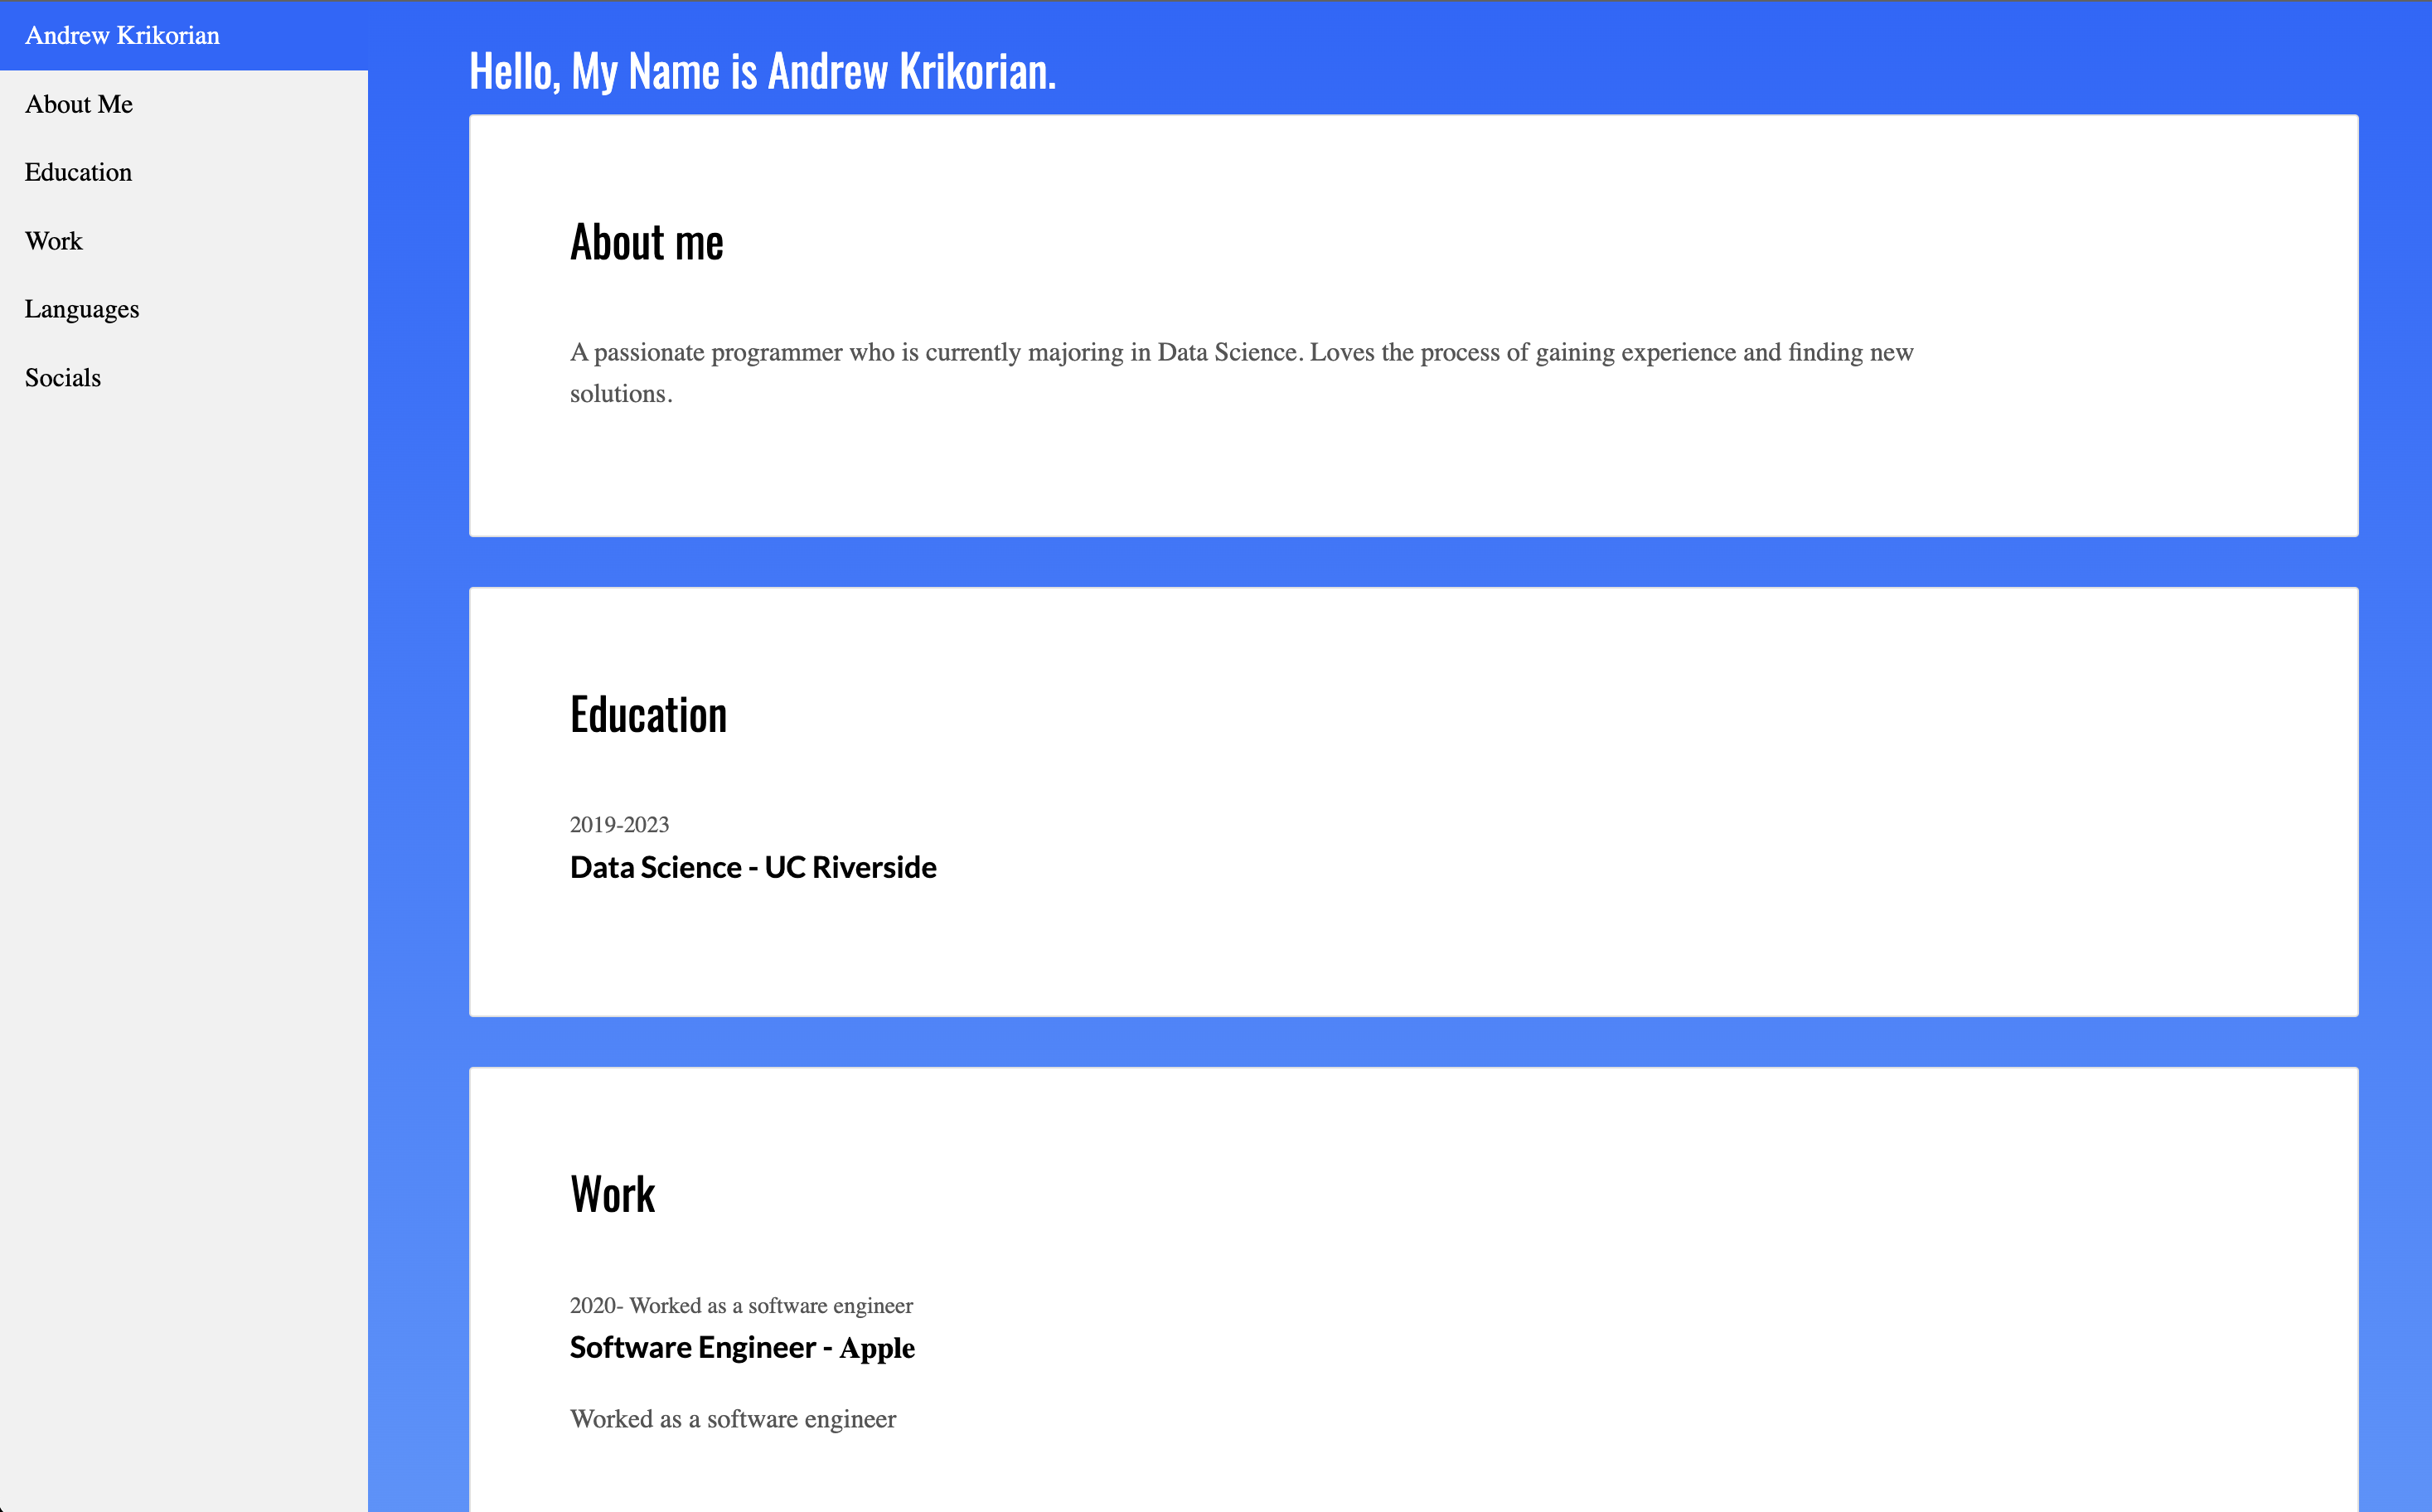 Andrew Krikorian
About Me
Education
Work
Languages
Socials
Hello, My Name is Andrew Krikorian.
About me
A passionate programmer who is currently majoring in Data Science. Loves the process of gaining experience and finding new
solutions.
Education
2019-2023
Data Science - UC Riverside
Work
2020- Worked as a software engineer
Software Engineer - Apple
Worked as a software engineer